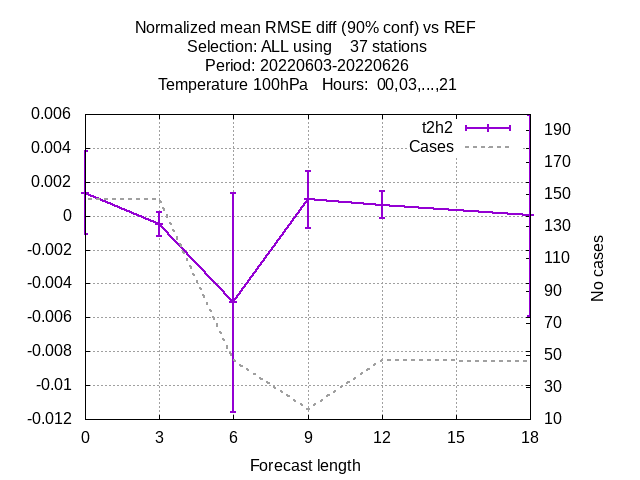 Normalized mean RMSE diff (90% conf) vs REF
Selection: ALL using    37 stations
Period: 20220603-20220626
Temperature 100hPa   Hours:  00,03,...,21
t2h2
Cases
0.006
0.004
0.002
0
-0.002
-0.004
-0.006
-0.008
-0.01
-0.012
190
170
150
130
110
90
70
50
30
10
No cases
0 3 6 9 12 15 18
Forecast length